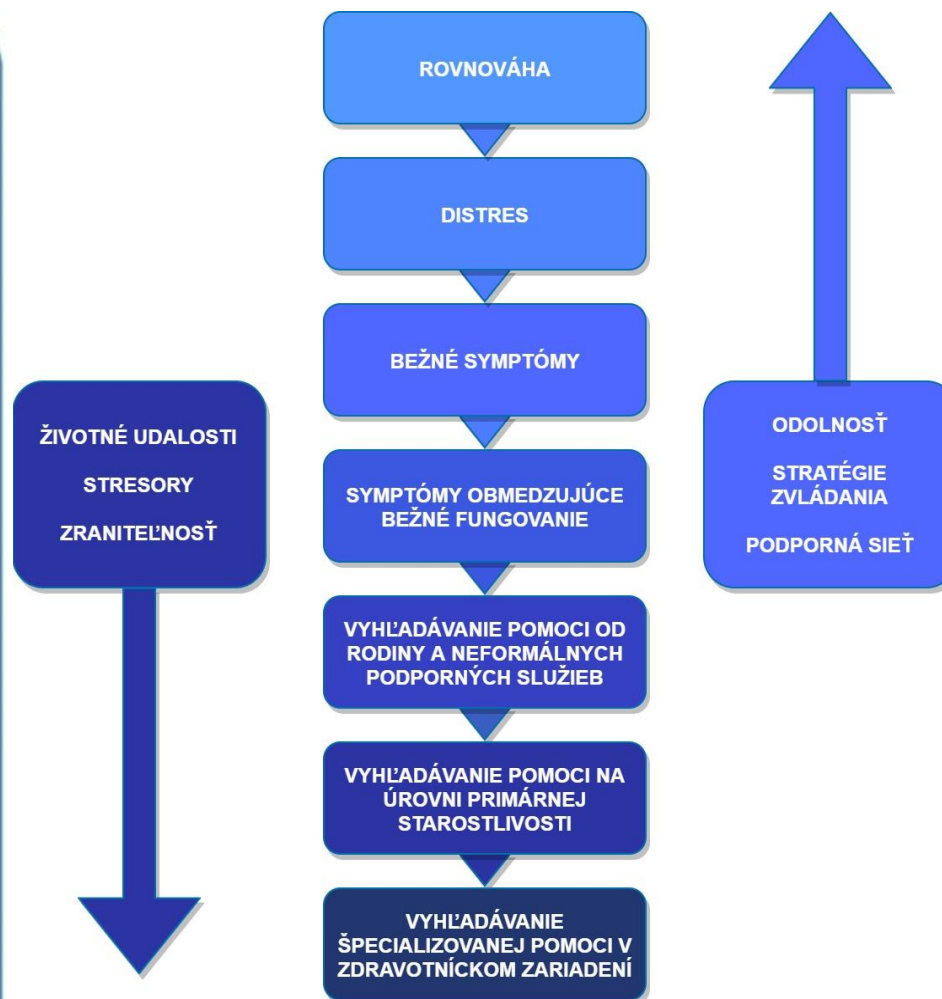 ROVNOVÁHA
DISTRES
BEŽNÉ SYMPTÓMY
SYMPTÓMY OBMEDZUJÚCE
BEŽNÉ FUNGOVANIE
VYHĽADÁVANIE POMOCI OD
RODINY A NEFORMÁLNYCH
PODPORNÝCH SLUŽIEB
VYHĽADÁVANIE POMOCI NA
ÚROVNI PRIMÁRNEJ
STAROSTLIVOSTI
VYHĽADÁVANIE
ŠPECIALIZOVANEJ POMOCI V
ZDRAVOTNÍCKOM ZARIADENÍ
ŽIVOTNÉ UDALOSTI
STRESORY
ZRANITEĽNOSŤ
ODOLNOSŤ
STRATÉGIE
ZVLÁDANIA
PODPORNÁ SIEŤ